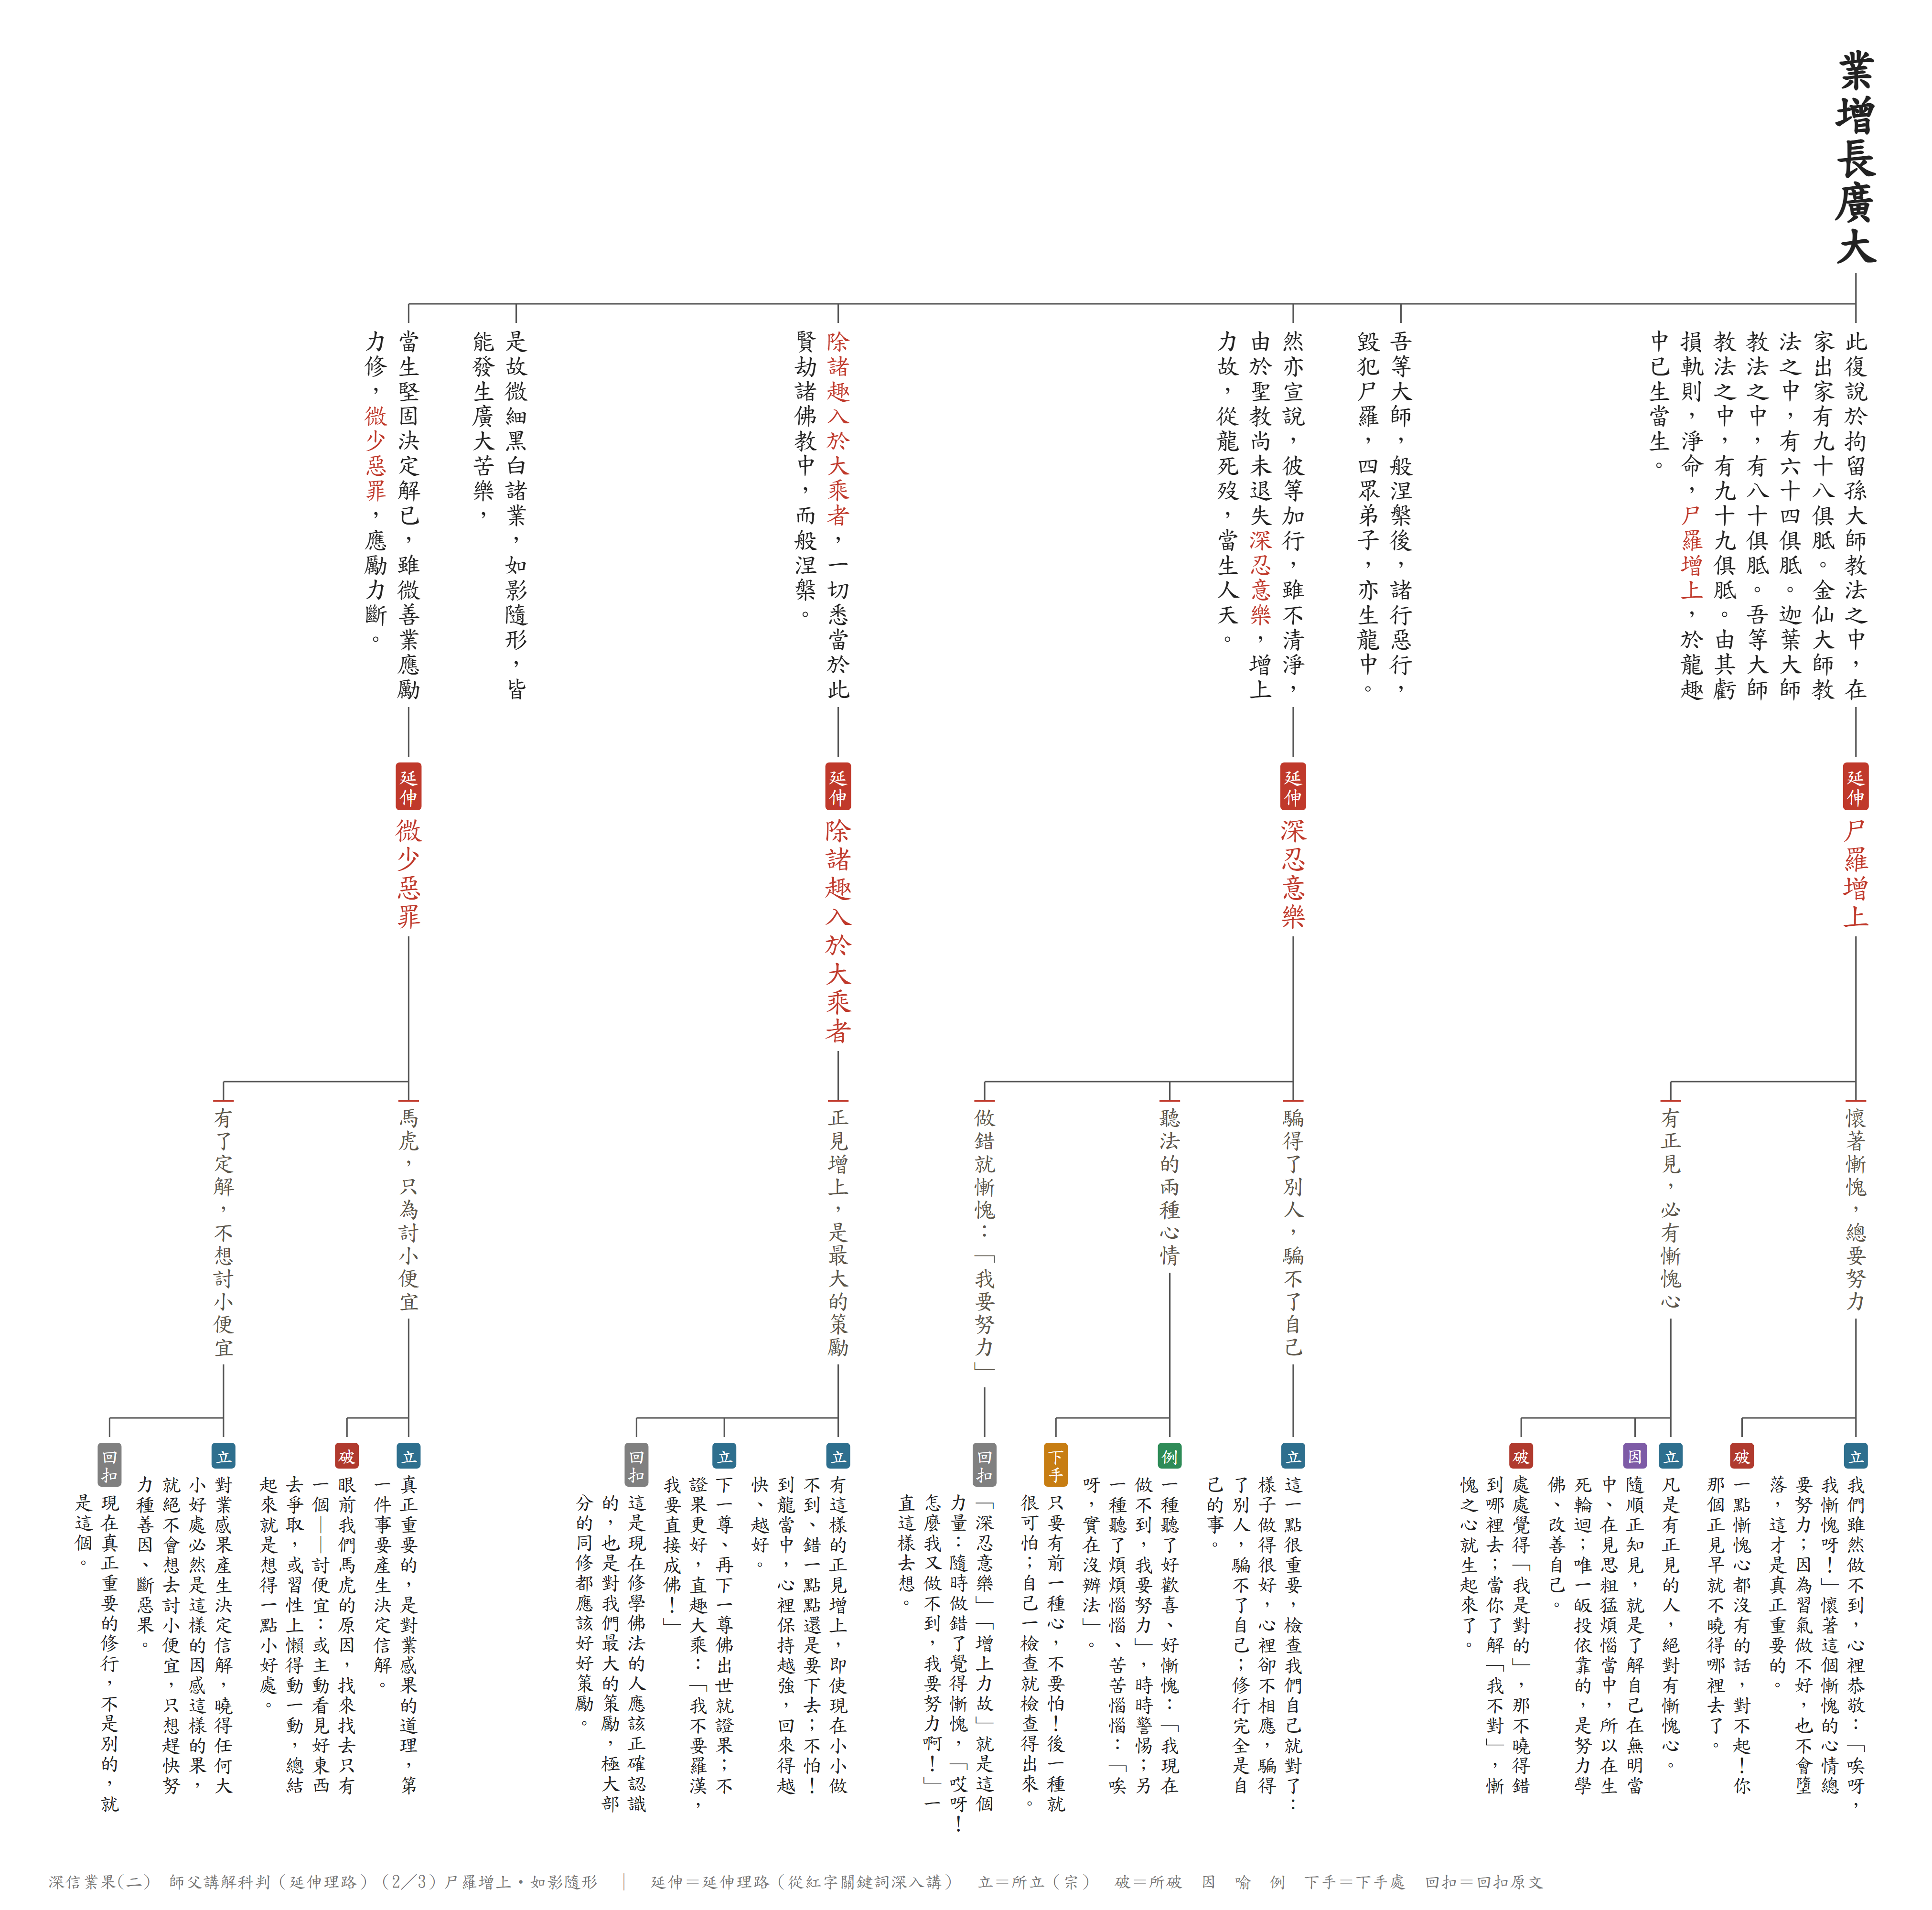 業增長廣大
此復說於拘留孫大師教法之中，在
家出家有九十八俱胝。金仙大師教
法之中，有六十四俱胝。迦葉大師
教法之中，有八十俱胝。吾等大師
教法之中，有九十九俱胝。由其虧
損軌則，淨命，尸羅增上，於龍趣
中已生當生。
吾等大師，般涅槃後，諸行惡行，
毀犯尸羅，四眾弟子，亦生龍中。
然亦宣說，彼等加行，雖不清淨，
由於聖教尚未退失深忍意樂，增上
力故，從龍死歿，當生人天。
除諸趣入於大乘者，一切悉當於此
賢劫諸佛教中，而般涅槃。
是故微細黑白諸業，如影隨形，皆
能發生廣大苦樂，
當生堅固決定解已，雖微善業應勵
力修，微少惡罪，應勵力斷。
延伸
尸羅增上
延伸
深忍意樂
延伸
除諸趣入於大乘者
延伸
微少惡罪
懷著慚愧，總要努力
有正見，必有慚愧心
騙得了別人，騙不了自己
聽法的兩種心情
做錯就慚愧：「我要努力」
正見增上，是最大的策勵
馬虎，只為討小便宜
有了定解，不想討小便宜
立
我們雖然做不到，心裡恭敬：「唉呀，
我慚愧呀！」懷著這個慚愧的心情總
要努力；因為習氣做不好，也不會墮
落，這才是真正重要的。
破
一點慚愧心都沒有的話，對不起！你
那個正見早就不曉得哪裡去了。
立
凡是有正見的人，絕對有慚愧心。
因
隨順正知見，就是了解自己在無明當
中、在見思粗猛煩惱當中，所以在生
死輪迴；唯一皈投依靠的，是努力學
佛、改善自己。
破
處處覺得「我是對的」，那不曉得錯
到哪裡去；當你了解「我不對」，慚
愧之心就生起來了。
立
這一點很重要，檢查我們自己就對了：
樣子做得很好，心裡卻不相應，騙得
了別人，騙不了自己；修行完全是自
己的事。
例
一種聽了好歡喜、好慚愧：「我現在
做不到，我要努力」，時時警惕；另
一種聽了煩煩惱惱、苦苦惱惱：「唉
呀，實在沒辦法」。
下手
只要有前一種心，不要怕！後一種就
很可怕；自己一檢查就檢查得出來。
回扣
「深忍意樂」「增上力故」就是這個
力量：隨時做錯了覺得慚愧，「哎呀！
怎麼我又做不到，我要努力啊！」一
直這樣去想。
立
有這樣的正見增上，即使現在小小做
不到、錯一點點還是要下去；不怕！
到龍當中，心裡保持越強，回來得越
快、越好。
立
下一尊、再下一尊佛出世就證果；不
證果更好，直趣大乘：「我不要羅漢，
我要直接成佛！」
回扣
這是現在修學佛法的人應該正確認識
的，也是對我們最大的策勵，極大部
分的同修都應該好好策勵。
立
真正重要的，是對業感果的道理，第
一件事要產生決定信解。
破
眼前我們馬虎的原因，找來找去只有
一個——討便宜：或主動看見好東西
去爭取，或習性上懶得動一動，總結
起來就是想得一點小好處。
立
對業感果產生決定信解，曉得任何大
小好處必然是這樣的因感這樣的果，
就絕不會想去討小便宜，只想趕快努
力種善因、斷惡果。
回扣
現在真正重要的修行，不是別的，就
是這個。
深信業果(二)　師父講解科判（延伸理路）（2／3）尸羅增上・如影隨形　｜　延伸＝延伸理路（從紅字關鍵詞深入講）　立＝所立（宗）　破＝所破　因　喻　例　下手＝下手處　回扣＝回扣原文